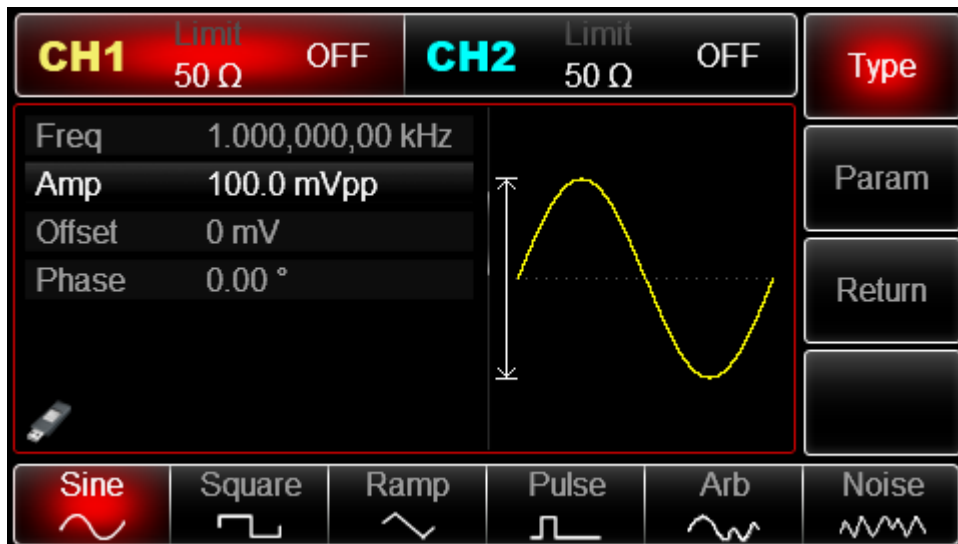 CH1 Limit 50 Ω OFF
CH2 Limit 50 Ω OFF
Type
Freq 1.000,000,00 kHz
Amp 100.0 mVpp
Offset 0 mV
Phase 0.00 °
Param
Return
Sine Square Ramp Pulse Arb Noise